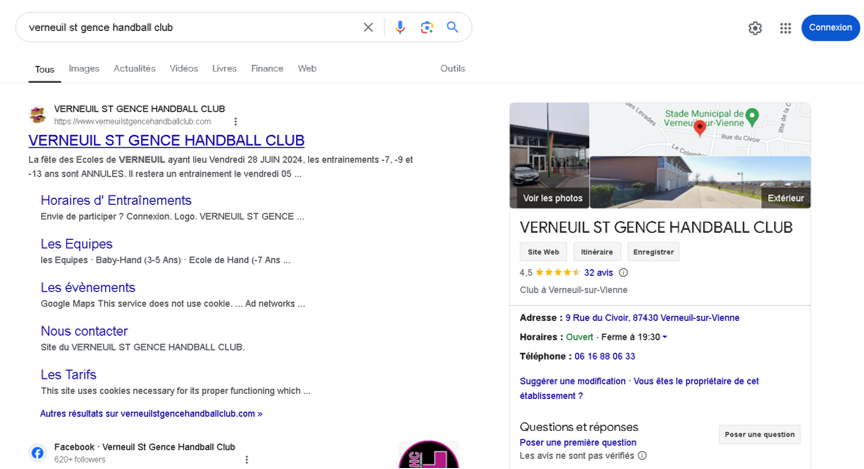 verneuil st gence handball club
Connexion
Tous Images Actualités Vidéos Livres Finance Web Outils
VERNEUIL ST GENCE HANDBALL CLUB
https://www.verneuilstgencehandballclub.com
VERNEUIL ST GENCE HANDBALL CLUB
La fête des Ecoles de VERNEUIL ayant lieu Vendredi 28 JUIN 2024, les entrainements -7, -9 et
-13 ans sont ANNULES. Il restera un entrainement le vendredi 05 ...
Horaires d' Entraînements
Envie de participer ? Connexion. Logo. VERNEUIL ST GENCE ...
Les Equipes
les Equipes · Baby-Hand (3-5 Ans) · Ecole de Hand (-7 Ans ...
Les évènements
Google Maps This service does not use cookie. ... Ad networks ...
Nous contacter
Site du VERNEUIL ST GENCE HANDBALL CLUB.
Les Tarifs
This site uses cookies necessary for its proper functioning which ...
Autres résultats sur verneuilstgencehandballclub.com »
Facebook · Verneuil St Gence Handball Club
620+ followers
Stade Municipal de
Verneuil-sur-Vienne
Rue du Civoir
Voir les photos
Extérieur
VERNEUIL ST GENCE HANDBALL CLUB
Site Web Itinéraire Enregistrer
4,5 32 avis
Club à Verneuil-sur-Vienne
Adresse : 9 Rue du Civoir, 87430 Verneuil-sur-Vienne
Horaires : Ouvert · Ferme à 19:30
Téléphone : 06 16 88 06 33
Suggérer une modification · Vous êtes le propriétaire de cet
établissement ?
Questions et réponses
Poser une question
Poser une première question
Les avis ne sont pas vérifiés